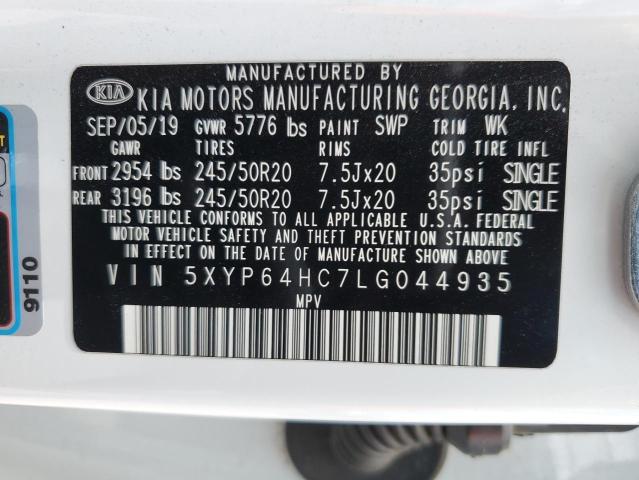 MANUFACTURED BY
KIA KIA MOTORS MANUFACTURING GEORGIA, INC.
SEP/05/19 GVWR 5776 lbs PAINT SWP TRIM WK
GAWR TIRES RIMS COLD TIRE INFL
FRONT 2954 lbs 245/50R20 7.5Jx20 35psi SINGLE
REAR 3196 lbs 245/50R20 7.5Jx20 35psi SINGLE
THIS VEHICLE CONFORMS TO ALL APPLICABLE U.S.A. FEDERAL
MOTOR VEHICLE SAFETY AND THEFT PREVENTION STANDARDS
IN EFFECT ON THE DATE OF MANUFACTURE SHOWN ABOVE.
VIN 5XYP64HC7LG044935
MPV
9110